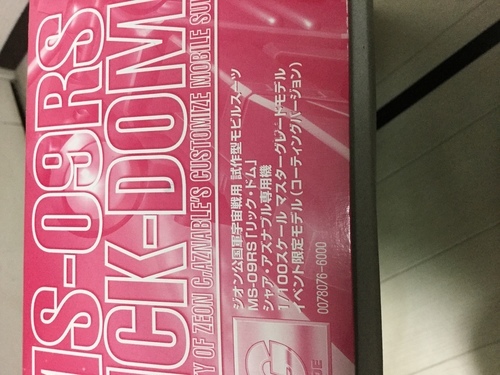 MS-09RS
ICK-DOM
Y OF ZEON C.AZNABLE'S CUSTOMIZE MOBILE SU
ジオン公国軍宇宙戦用 試作型モビルスーツ
MS-09RS「リック・ドム」
シャア・アズナブル専用機
1/100スケール マスターグレードモデル
イベント限定モデル(コーティングバージョン)
0078076-6000